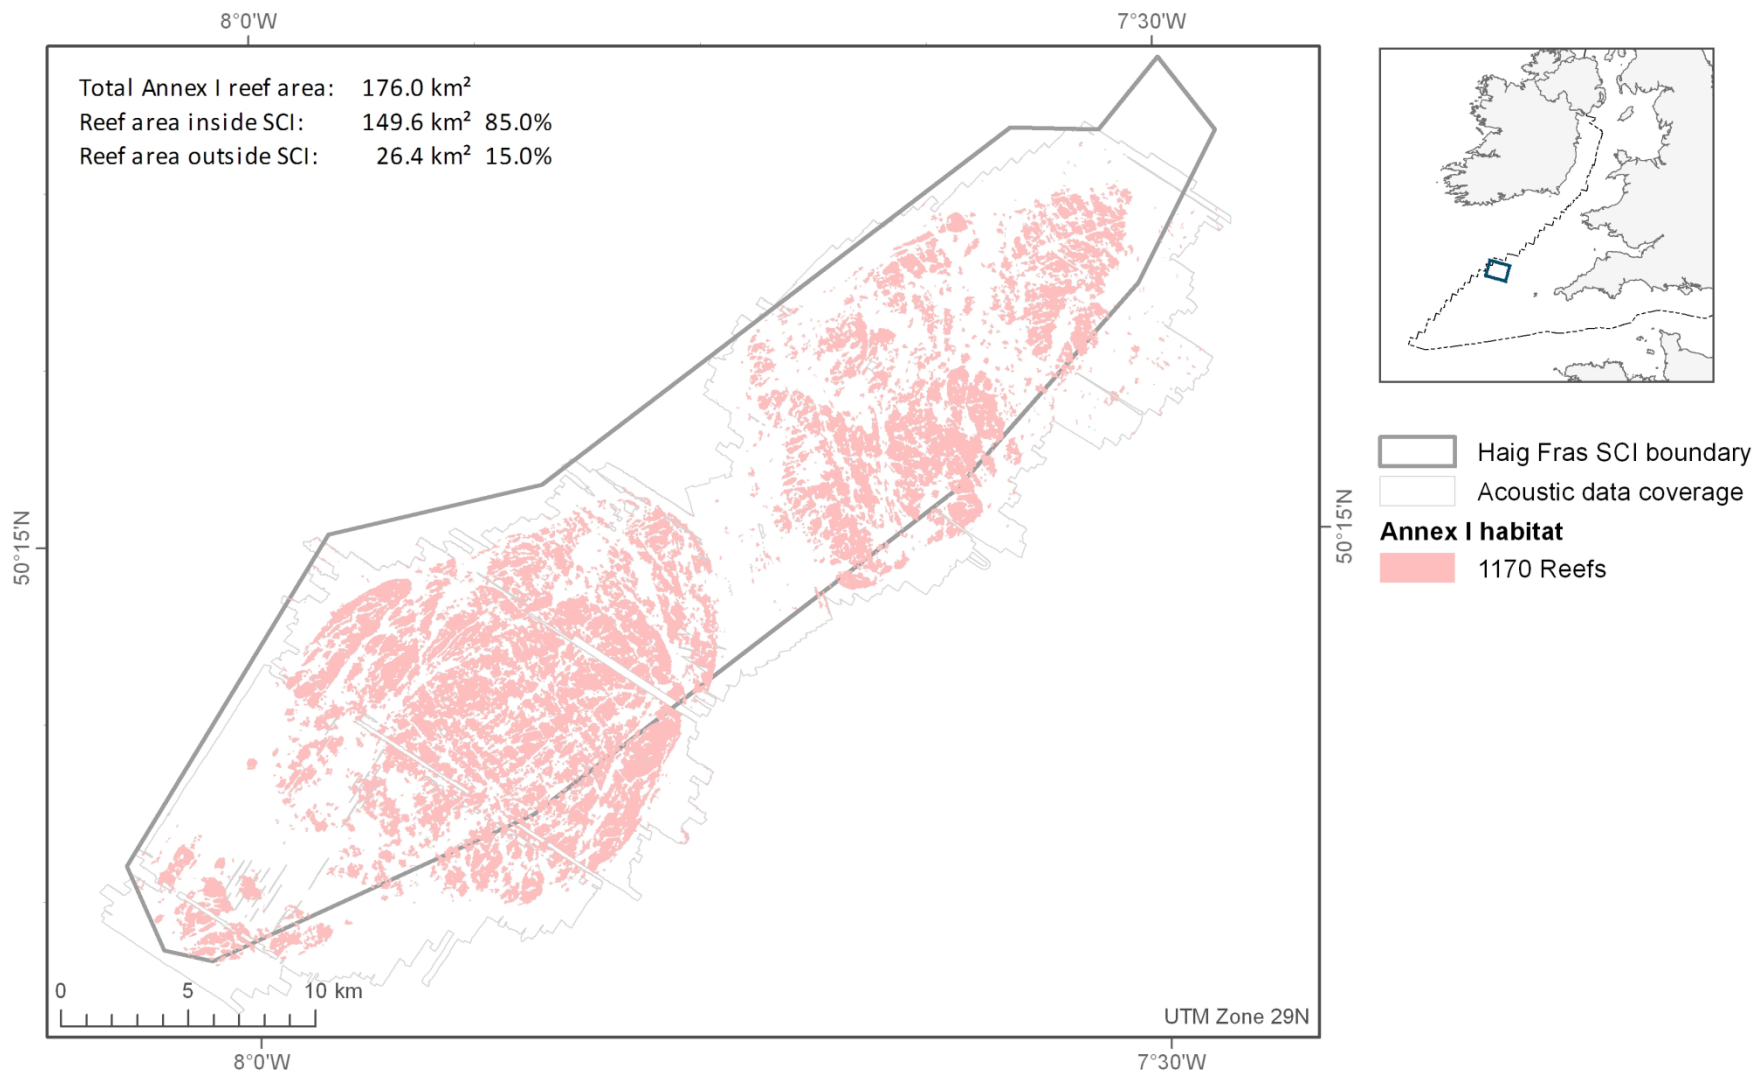 8°0'W 7°30'W
Total Annex I reef area: 176.0 km²
Reef area inside SCI: 149.6 km² 85.0%
Reef area outside SCI: 26.4 km² 15.0%
50°15'N
50°15'N
0 5 10 km
UTM Zone 29N
8°0'W 7°30'W
Haig Fras SCI boundary
Acoustic data coverage
Annex I habitat
1170 Reefs